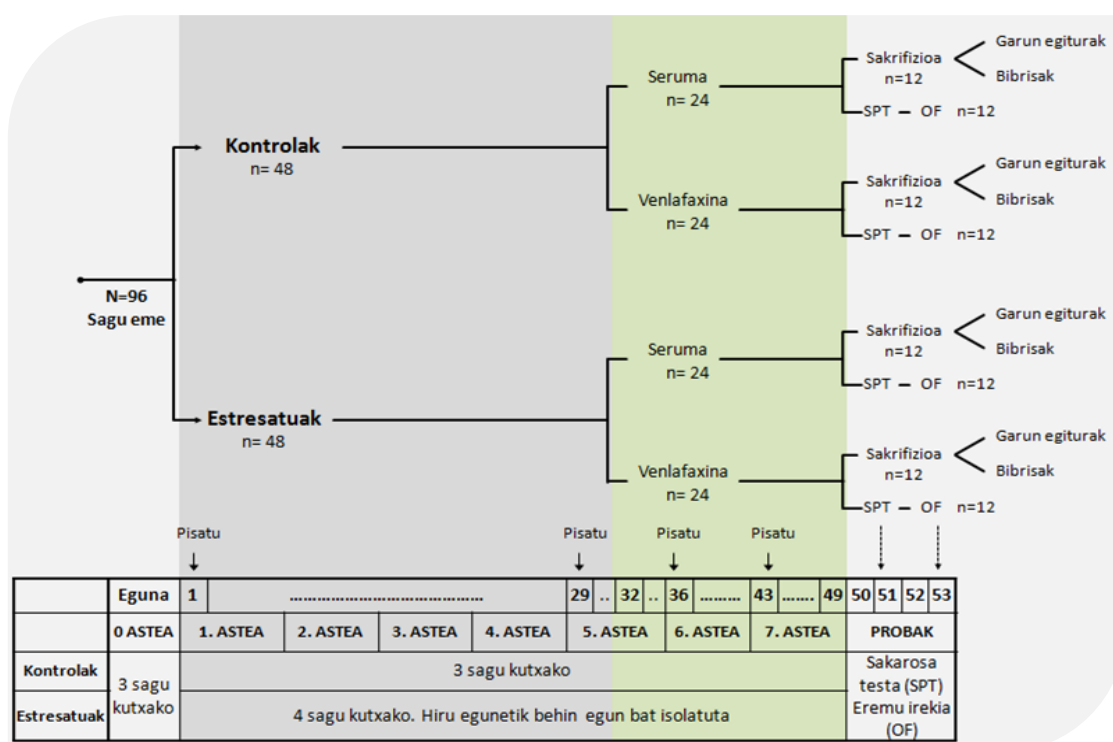 Kontrolak
n= 48
N=96
Sagu eme
Estresatuak
n= 48
Seruma
n= 24
Venlafaxina
n= 24
Seruma
n= 24
Venlafaxina
n= 24
Sakrifizioa
n=12
Garun egiturak
Bibrisak
SPT – OF n=12
Sakrifizioa
n=12
Garun egiturak
Bibrisak
SPT – OF n=12
Sakrifizioa
n=12
Garun egiturak
Bibrisak
SPT – OF n=12
Sakrifizioa
n=12
Garun egiturak
Bibrisak
SPT – OF n=12
Pisatu Pisatu Pisatu Pisatu
Eguna 1 ........................................ 29 .. 32 .. 36 ......... 43 ....... 49 50 51 52 53
0 ASTEA 1. ASTEA 2. ASTEA 3. ASTEA 4. ASTEA 5. ASTEA 6. ASTEA 7. ASTEA PROBAK
Kontrolak
3 sagu
kutxako
3 sagu kutxako
Estresatuak
4 sagu kutxako. Hiru egunetik behin egun bat isolatuta
Sakarosa
testa (SPT)
Eremu irekia
(OF)